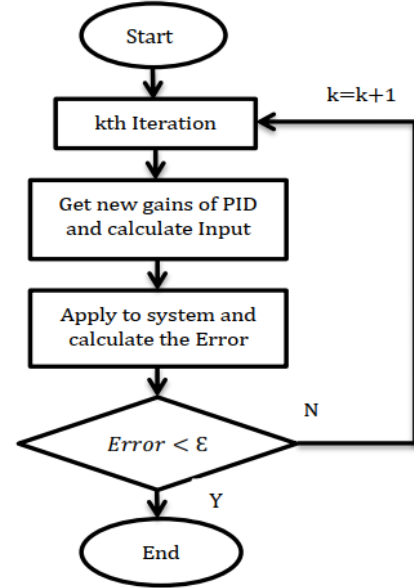 Start
k=k+1
kth Iteration
Get new gains of PID
and calculate Input
Apply to system and
calculate the Error
N
Error < Ɛ
Y
End